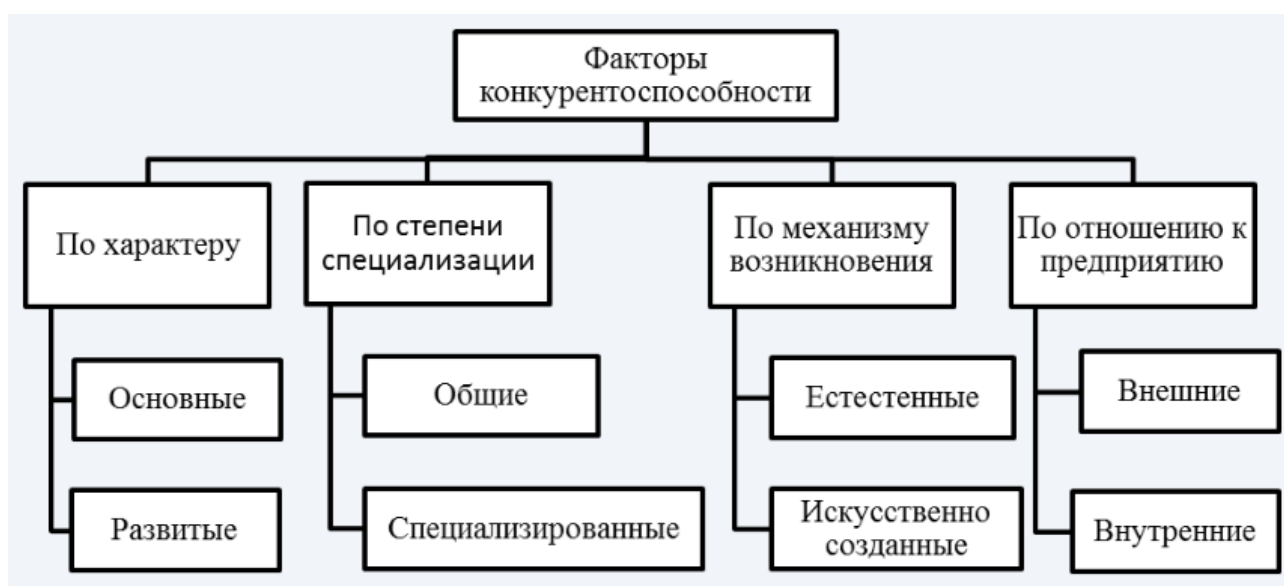 Факторы
конкурентоспособности
По характеру
По степени
специализации
По механизму
возникновения
По отношению к
предприятию
Основные
Общие
Естестенные
Внешние
Развитые
Специализированные
Искусственно
созданные
Внутренние